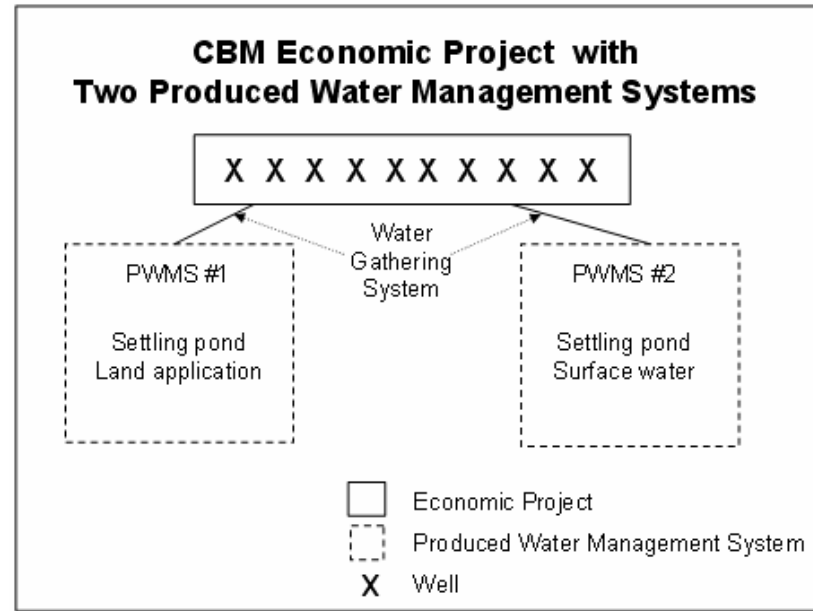 CBM Economic Project with
Two Produced Water Management Systems
X X X X X X X X X X
Water
Gathering
System
PWMS #1
Settling pond
Land application
PWMS #2
Settling pond
Surface water
Economic Project
Produced Water Management System
X Well